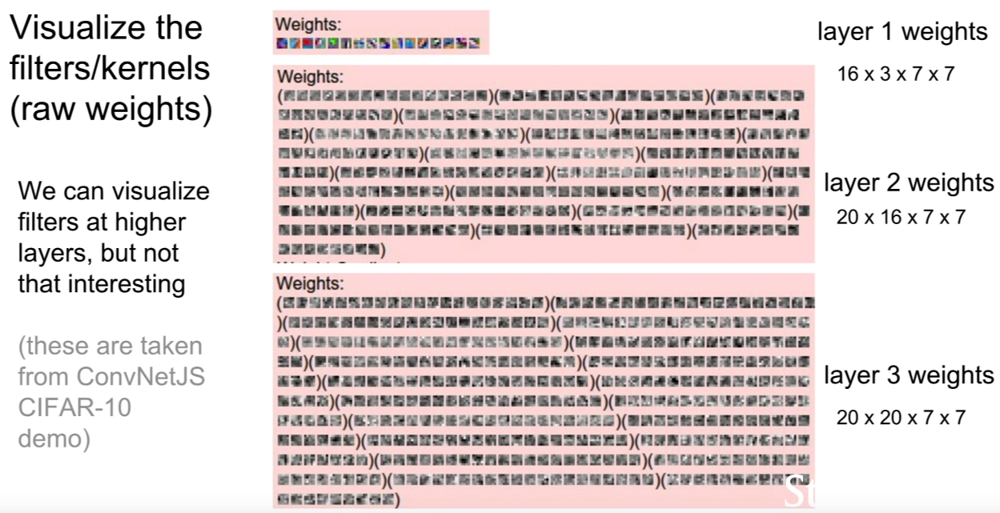 Visualize the
filters/kernels
(raw weights)
We can visualize
filters at higher
layers, but not
that interesting
(these are taken
from ConvNetJS
CIFAR-10
demo)
Weights:
layer 1 weights
16 x 3 x 7 x 7
Weights:
layer 2 weights
20 x 16 x 7 x 7
Weights:
layer 3 weights
20 x 20 x 7 x 7
St